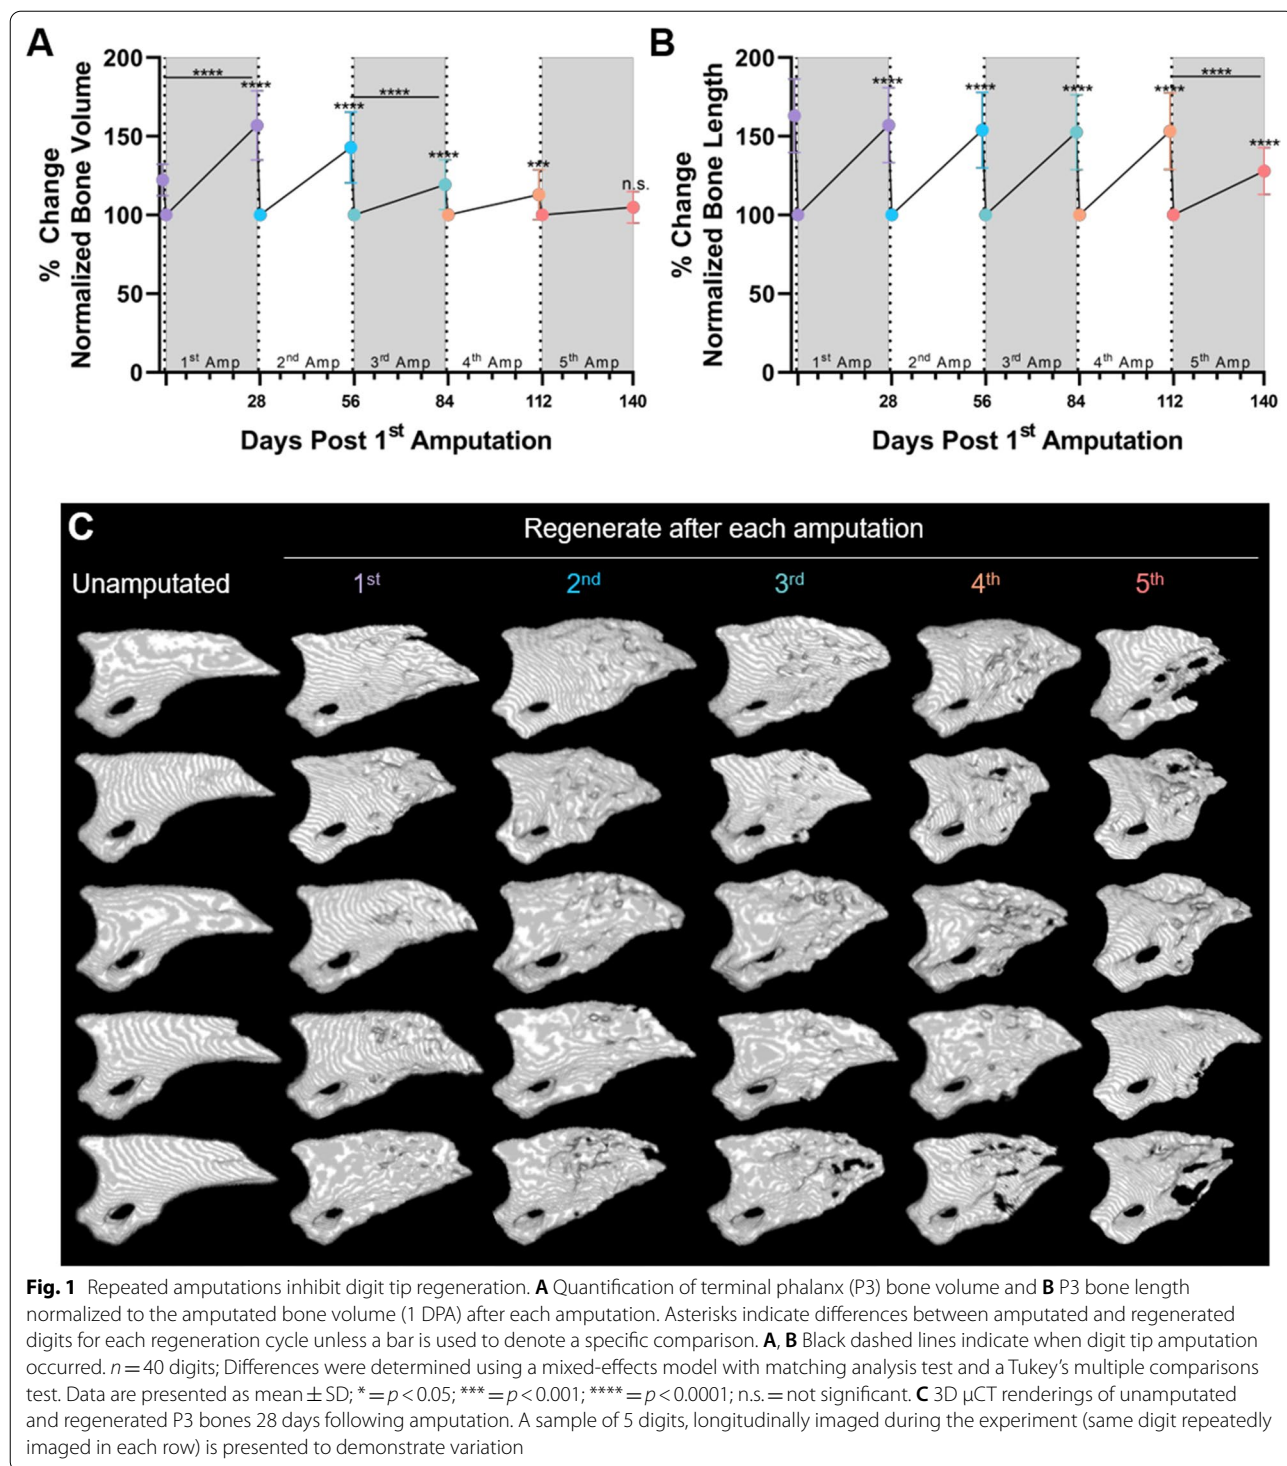 A
% Change
Normalized Bone Volume
200
150
100
50
0
****
****
****
****
****
***
n.s.
1st Amp
2nd Amp
3rd Amp
4th Amp
5th Amp
28
56
84
112
140
Days Post 1st Amputation
B
% Change
Normalized Bone Length
200
150
100
50
0
****
****
****
****
****
****
1st Amp
2nd Amp
3rd Amp
4th Amp
5th Amp
28
56
84
112
140
Days Post 1st Amputation
C
Regenerate after each amputation
Unamputated 1st 2nd 3rd 4th 5th
Fig. 1 Repeated amputations inhibit digit tip regeneration. A Quantification of terminal phalanx (P3) bone volume and B P3 bone length
normalized to the amputated bone volume (1 DPA) after each amputation. Asterisks indicate differences between amputated and regenerated
digits for each regeneration cycle unless a bar is used to denote a specific comparison. A, B Black dashed lines indicate when digit tip amputation
occurred. n = 40 digits; Differences were determined using a mixed-effects model with matching analysis test and a Tukey's multiple comparisons
test. Data are presented as mean ± SD; * = p < 0.05; *** = p < 0.001; **** = p < 0.0001; n.s. = not significant. C 3D µCT renderings of unamputated
and regenerated P3 bones 28 days following amputation. A sample of 5 digits, longitudinally imaged during the experiment (same digit repeatedly
imaged in each row) is presented to demonstrate variation